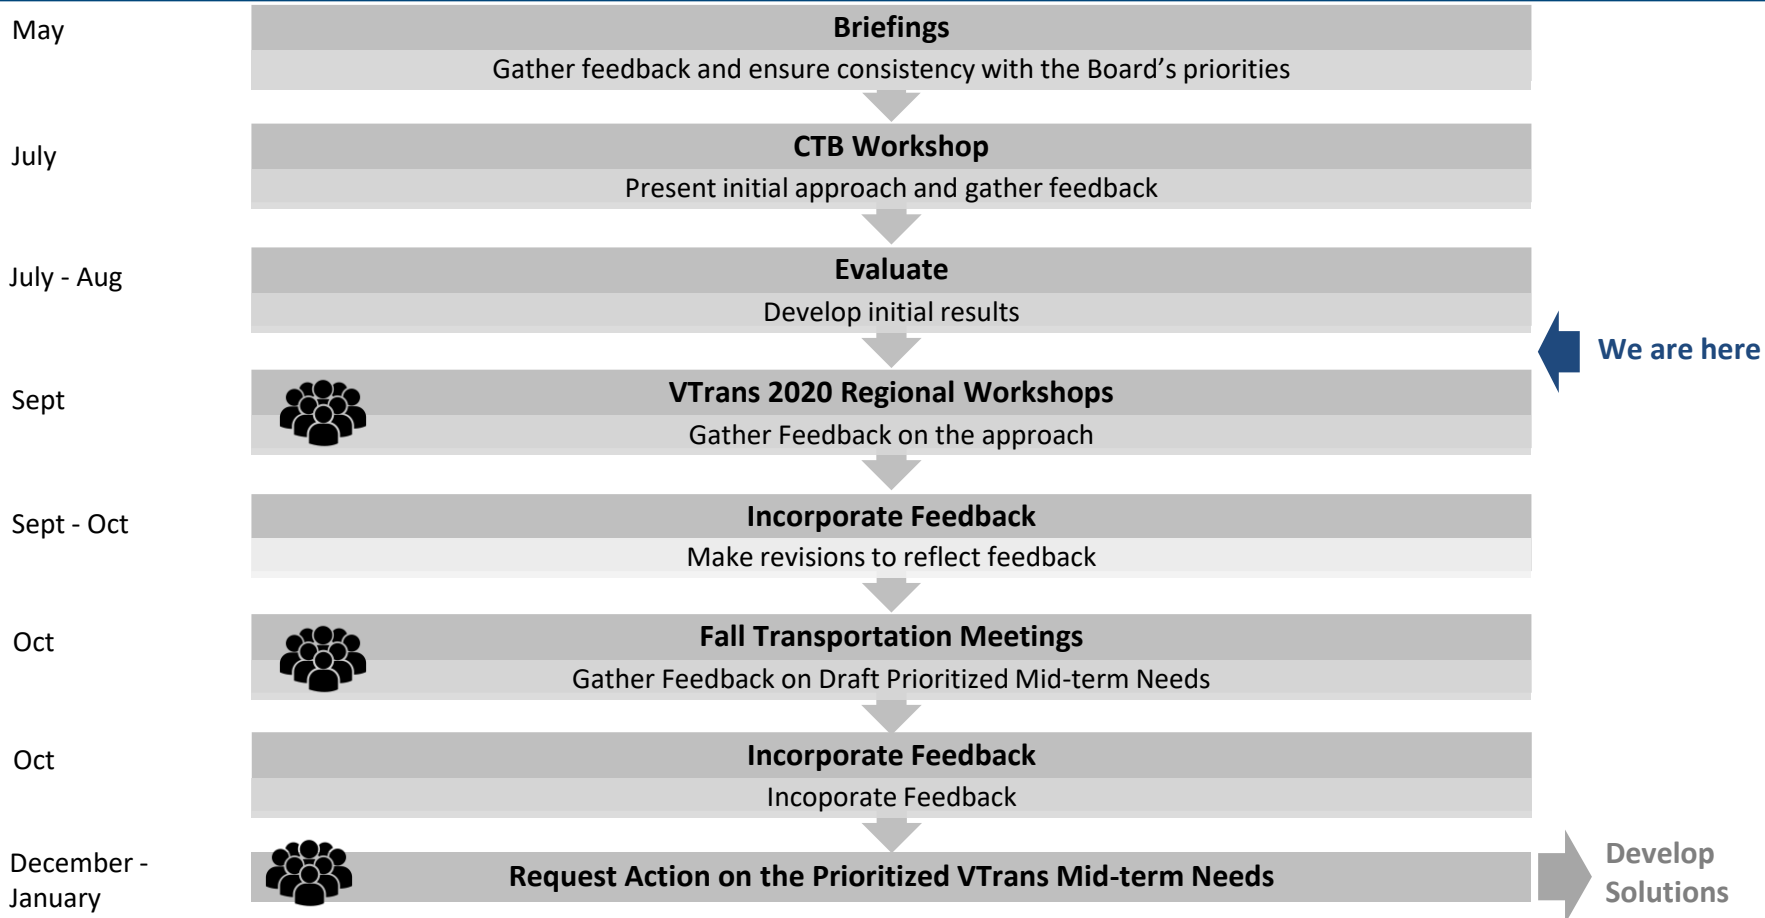 May
Briefings
Gather feedback and ensure consistency with the Board’s priorities
July
CTB Workshop
Present initial approach and gather feedback
July - Aug
Evaluate
Develop initial results
We are here
Sept
VTrans 2020 Regional Workshops
Gather Feedback on the approach
Sept - Oct
Incorporate Feedback
Make revisions to reflect feedback
Oct
Fall Transportation Meetings
Gather Feedback on Draft Prioritized Mid-term Needs
Oct
Incorporate Feedback
Incoporate Feedback
December -
January
Request Action on the Prioritized VTrans Mid-term Needs
Develop
Solutions